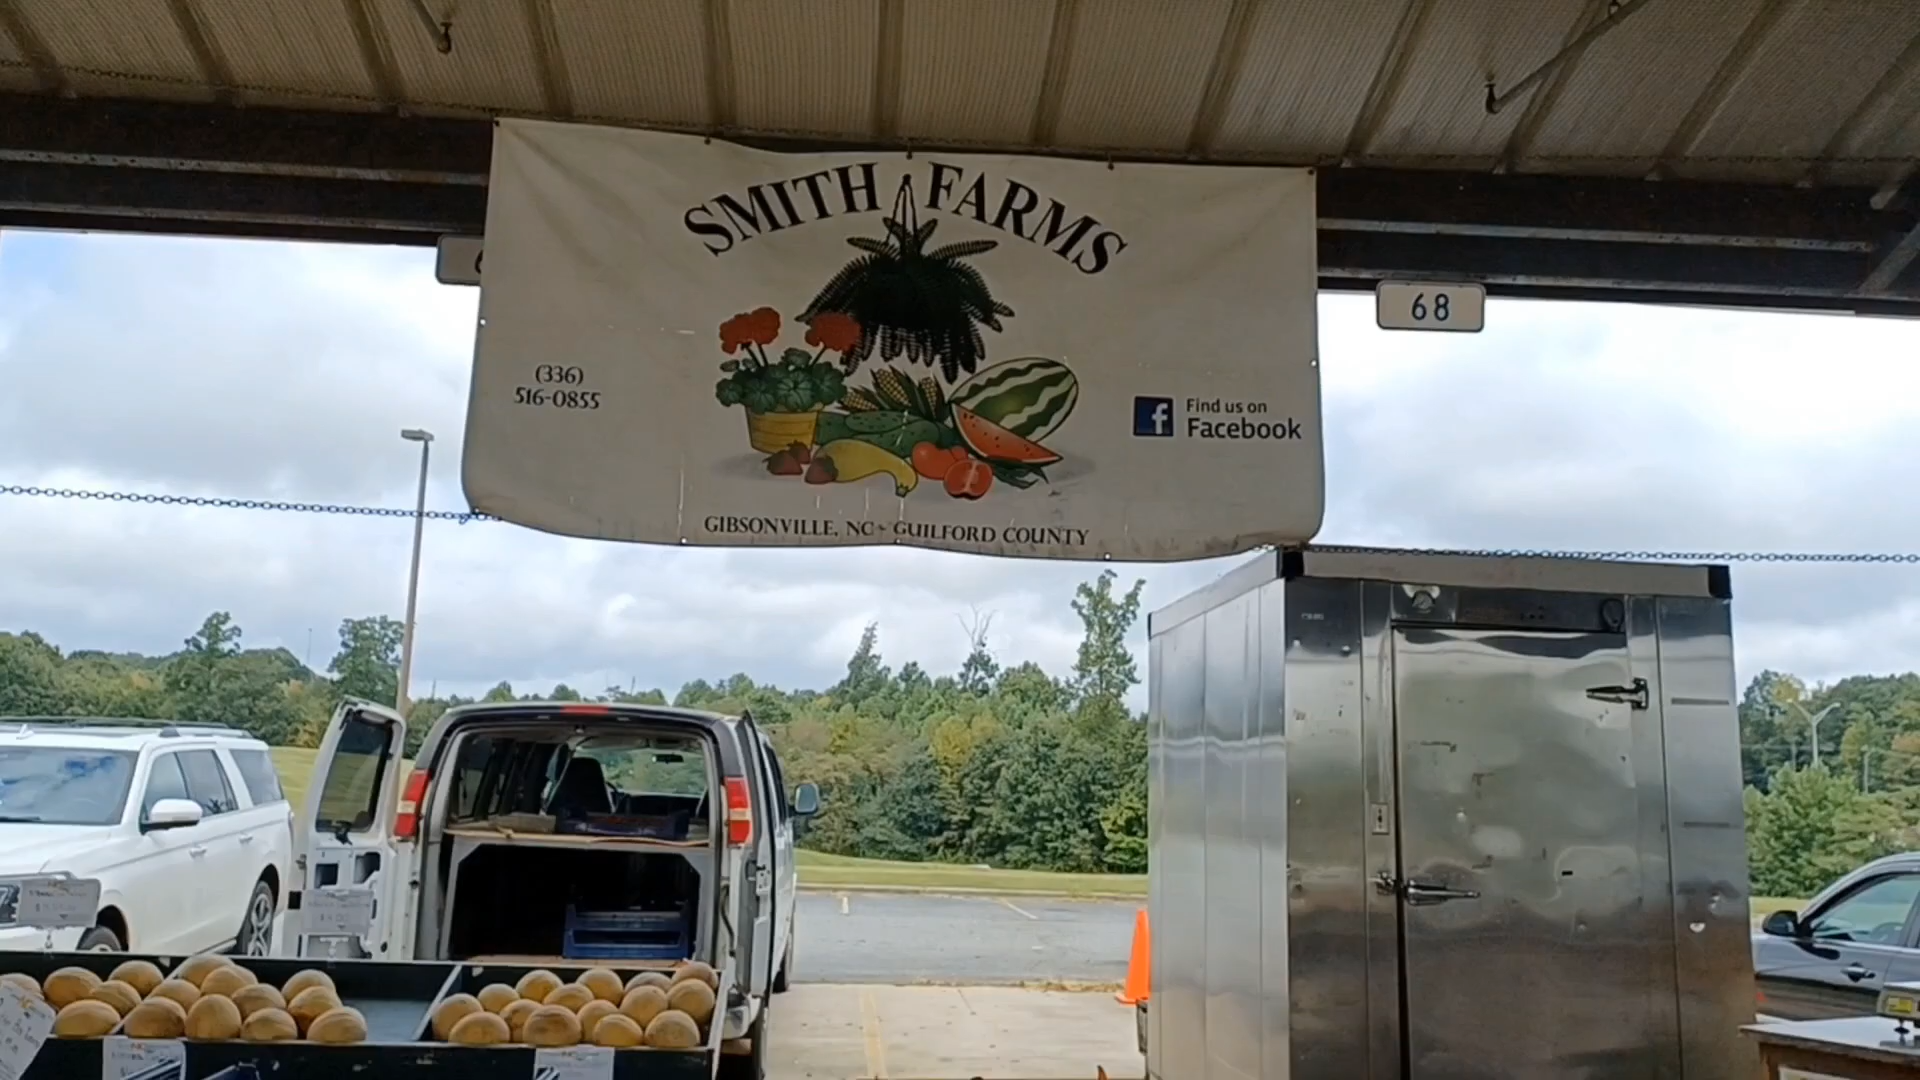 SMITH FARMS
68
(336)
516-0855
f
Find us on
Facebook
GIBSONVILLE, NC - GUILFORD COUNTY